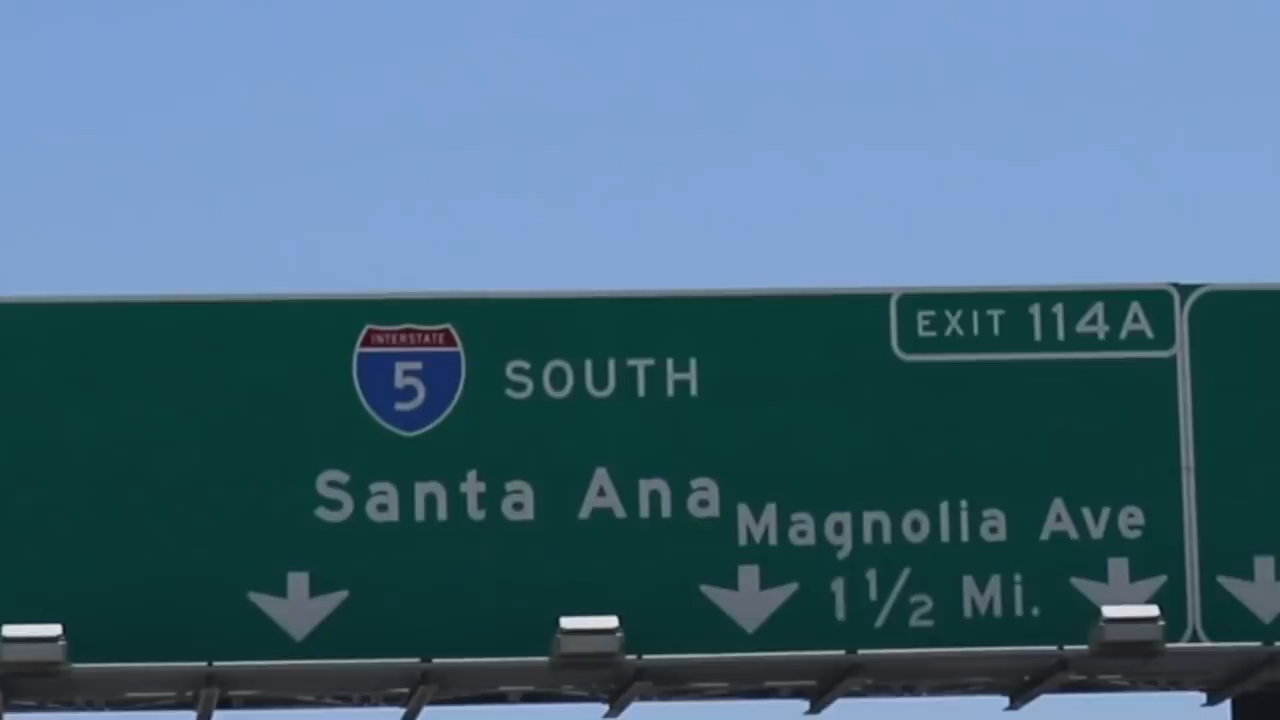 EXIT 114A
INTERSTATE
5 SOUTH
Santa Ana
Magnolia Ave
1 1/2 Mi.